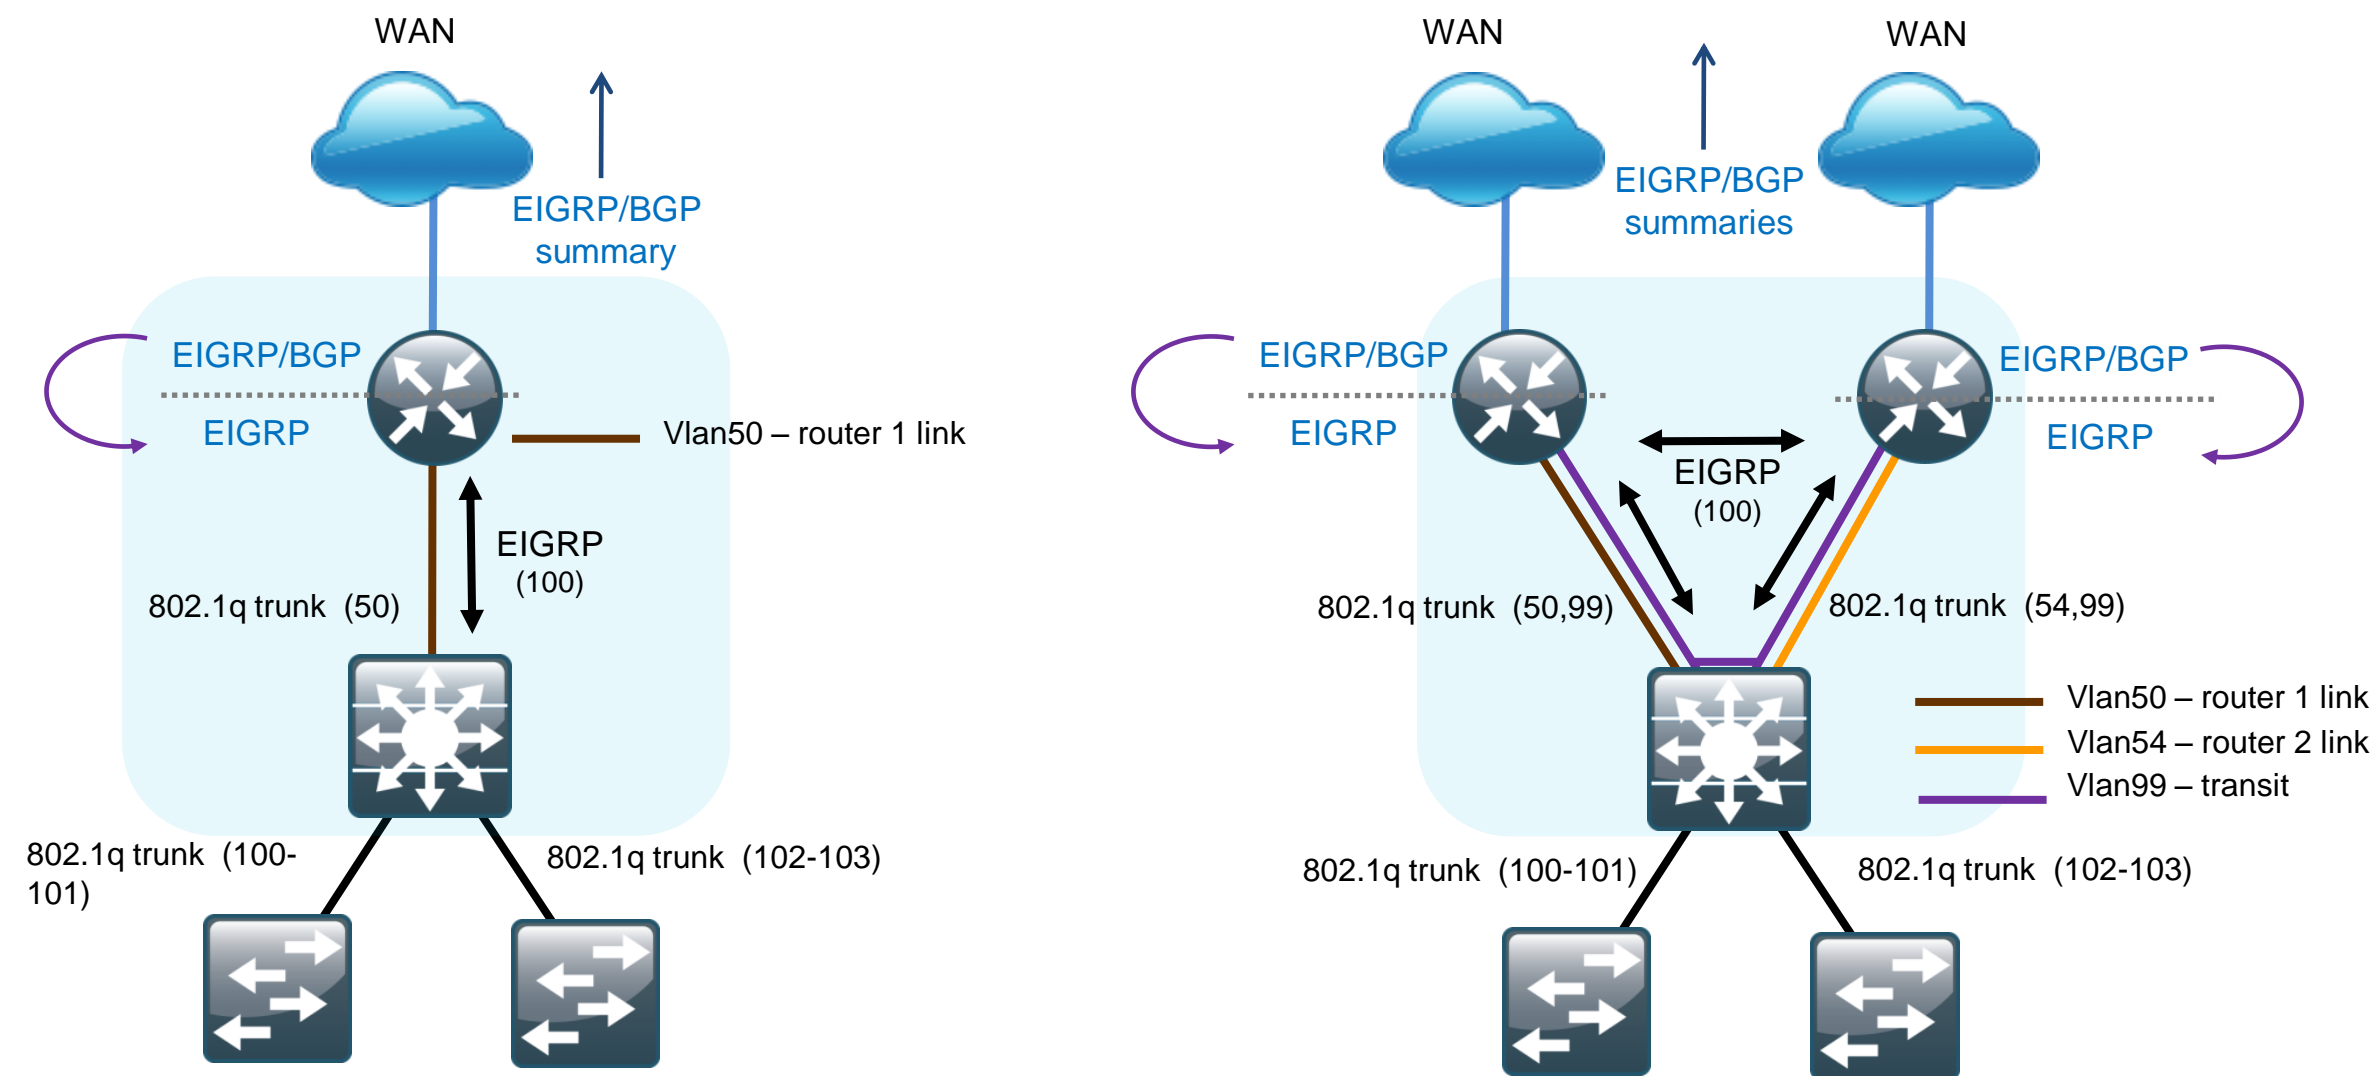 WAN
EIGRP/BGP
summary
EIGRP/BGP
EIGRP
Vlan50 – router 1 link
EIGRP
(100)
802.1q trunk (50)
802.1q trunk (100-
101)
802.1q trunk (102-103)
WAN
WAN
EIGRP/BGP
summaries
EIGRP/BGP
EIGRP
EIGRP/BGP
EIGRP
EIGRP
(100)
802.1q trunk (50,99)
802.1q trunk (54,99)
Vlan50 – router 1 link
Vlan54 – router 2 link
Vlan99 – transit
802.1q trunk (100-101)
802.1q trunk (102-103)